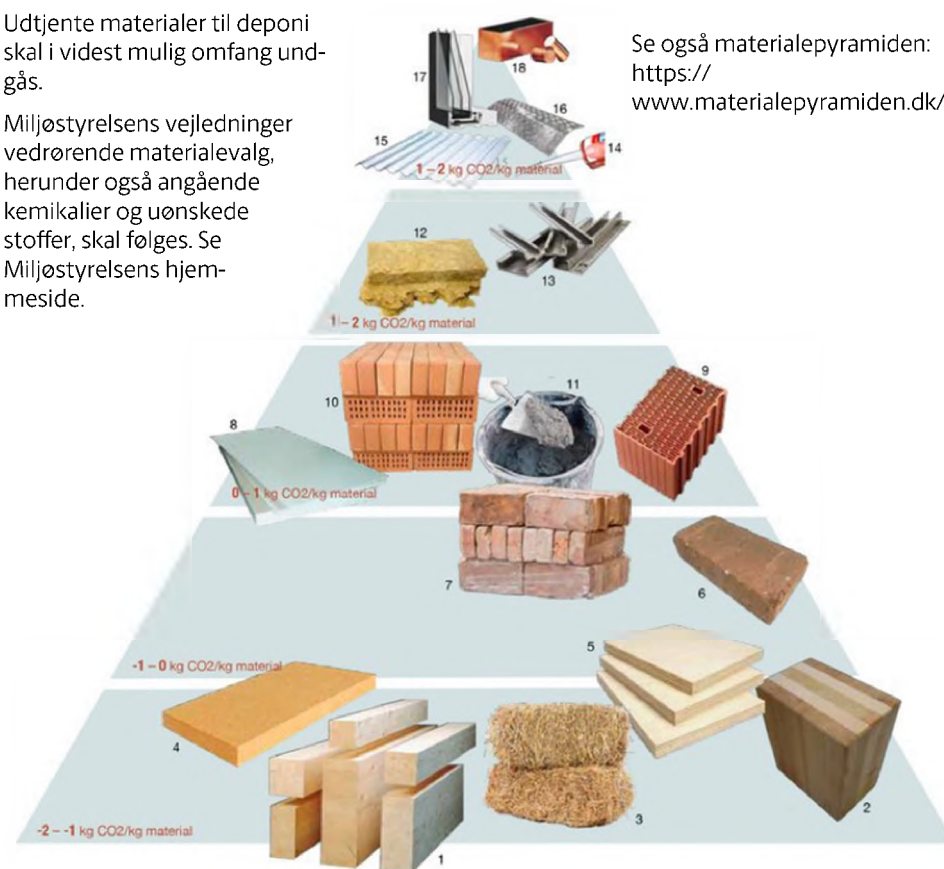 Udtjente materialer til deponi
skal i videst mulig omfang und-
gås.
Miljøstyrelsens vejledninger
vedrørende materialevalg,
herunder også angående
kemikalier og uønskede
stoffer, skal følges. Se
Miljøstyrelsens hjem-
meside.
Se også materialepyramiden:
https://
www.materialepyramiden.dk/
18
17
16
15
14
1 – 2 kg CO2/kg material
12
13
1 – 2 kg CO2/kg material
9
11
10
8
0 – 1 kg CO2/kg material
7
6
-1 – 0 kg CO2/kg material
5
4
3
2
-2 – -1 kg CO2/kg material
1